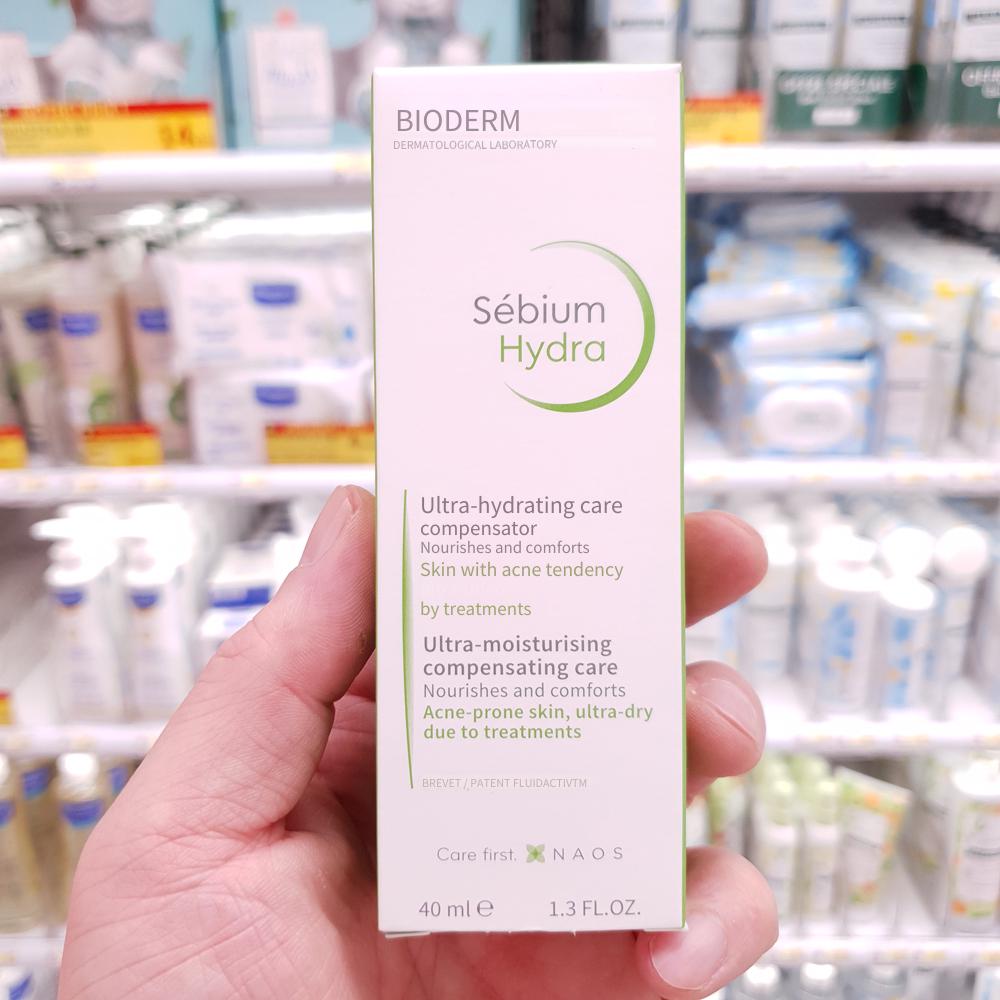 BIODERM
DERMATOLOGICAL LABORATORY
Sébium
Hydra
Ultra-hydrating care
compensator
Nourishes and comforts
Skin with acne tendency
by treatments
Ultra-moisturising
compensating care
Nourishes and comforts
Acne-prone skin, ultra-dry
due to treatments
BREVET / PATENT FLUIDACTIVTM
Care first. NAOS
40 ml ℮ 1.3 FL.OZ.
OFFRE SPÉCIALE